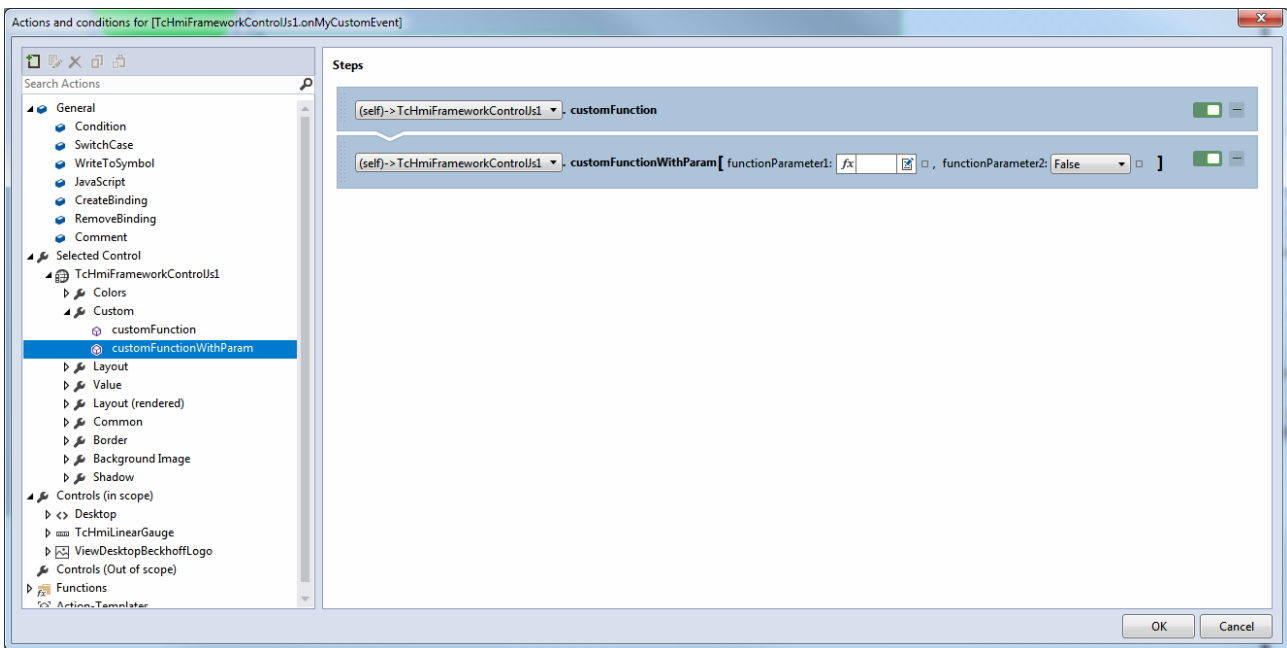 Actions and conditions for [TcHmiFrameworkControlJs1.onMyCustomEvent]
Search Actions
General
Condition
SwitchCase
WriteToSymbol
JavaScript
CreateBinding
RemoveBinding
Comment
Selected Control
TcHmiFrameworkControlJs1
Colors
Custom
customFunction
customFunctionWithParam
Layout
Value
Layout (rendered)
Common
Border
Background Image
Shadow
Controls (in scope)
Desktop
TcHmiLinearGauge
ViewDesktopBeckhoffLogo
Controls (Out of scope)
Functions
Action-Templates
Steps
(self)->TcHmiFrameworkControlJs1 . customFunction
(self)->TcHmiFrameworkControlJs1 . customFunctionWithParam[ functionParameter1: fx , functionParameter2: False ]
OK Cancel